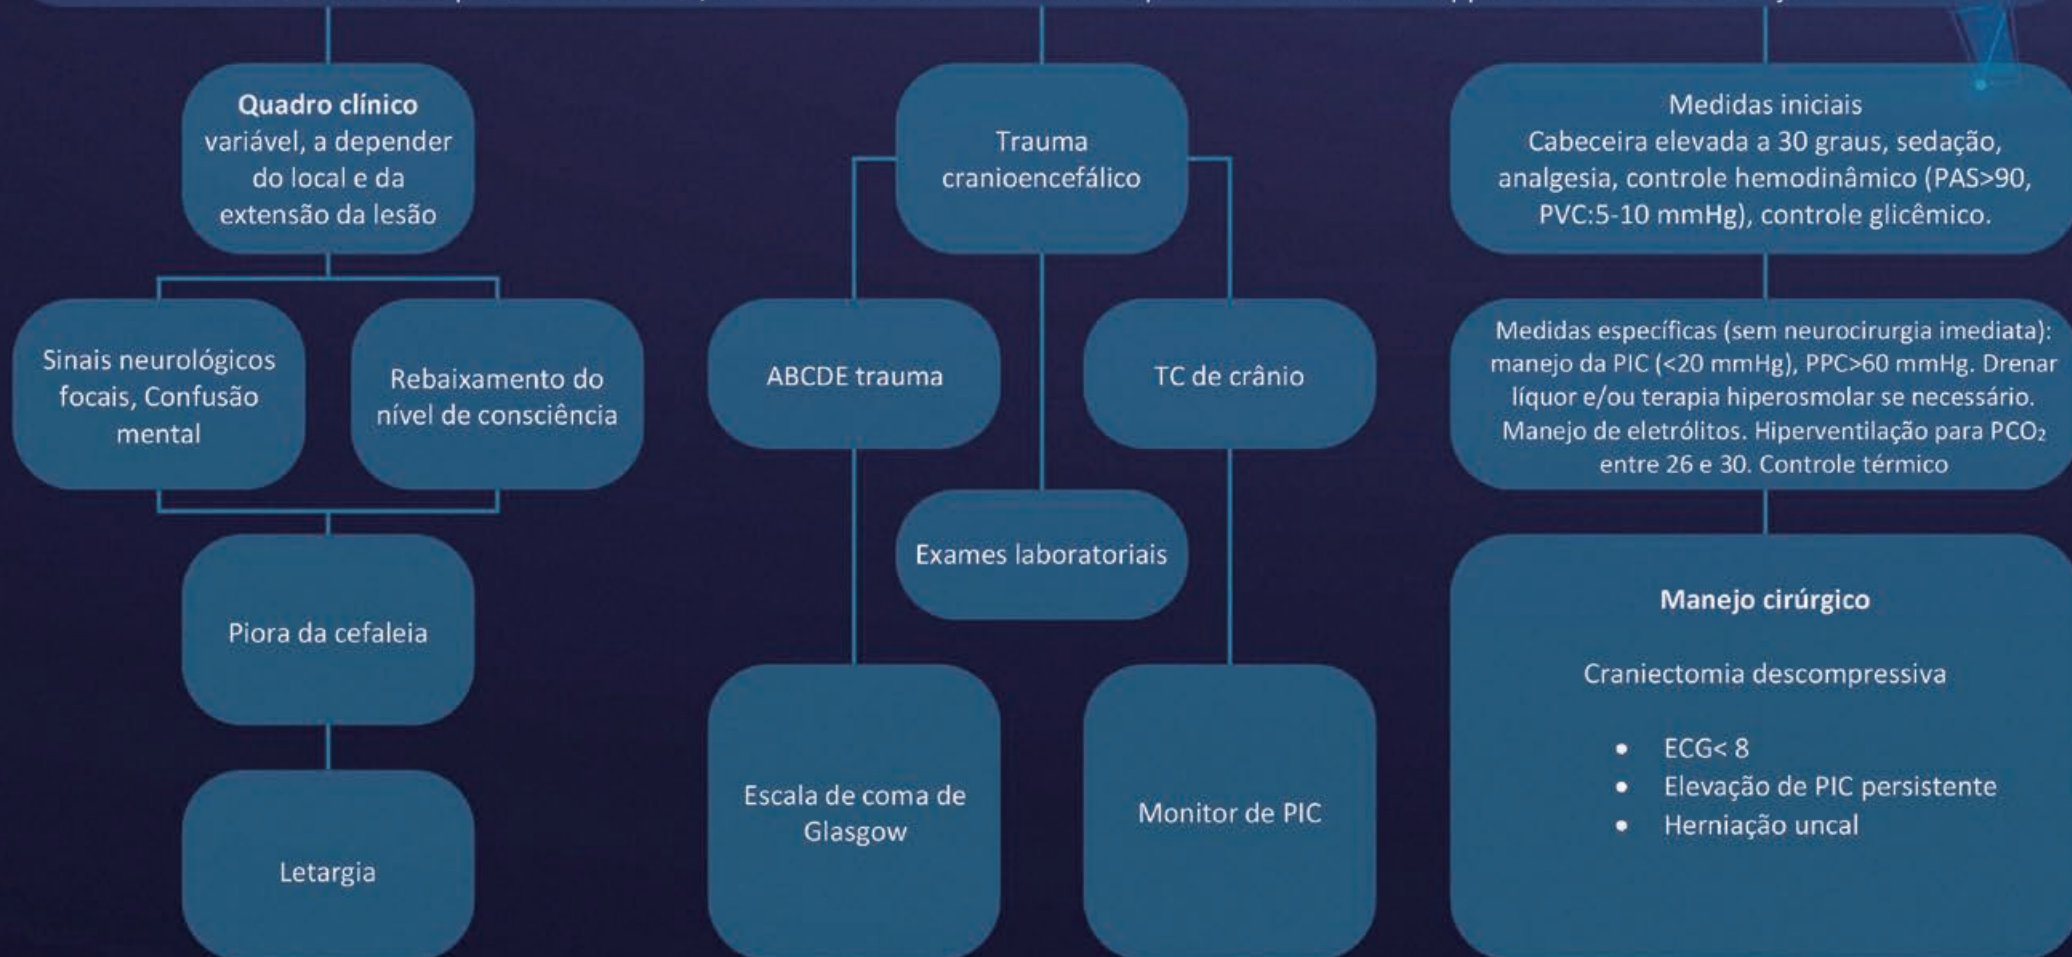 Quadro clínico
variável, a depender
do local e da
extensão da lesão
Sinais neurológicos
focais, Confusão
mental
Rebaixamento do
nível de consciência
Piora da cefaleia
Letargia
Trauma
cranioencefálico
ABCDE trauma
TC de crânio
Exames laboratoriais
Escala de coma de
Glasgow
Monitor de PIC
Medidas iniciais
Cabeceira elevada a 30 graus, sedação,
analgesia, controle hemodinâmico (PAS>90,
PVC:5-10 mmHg), controle glicêmico.
Medidas específicas (sem neurocirurgia imediata):
manejo da PIC (<20 mmHg), PPC>60 mmHg. Drenar
líquor e/ou terapia hiperosmolar se necessário.
Manejo de eletrólitos. Hiperventilação para PCO₂
entre 26 e 30. Controle térmico
Manejo cirúrgico
Craniectomia descompressiva
• ECG< 8
• Elevação de PIC persistente
• Herniação uncal